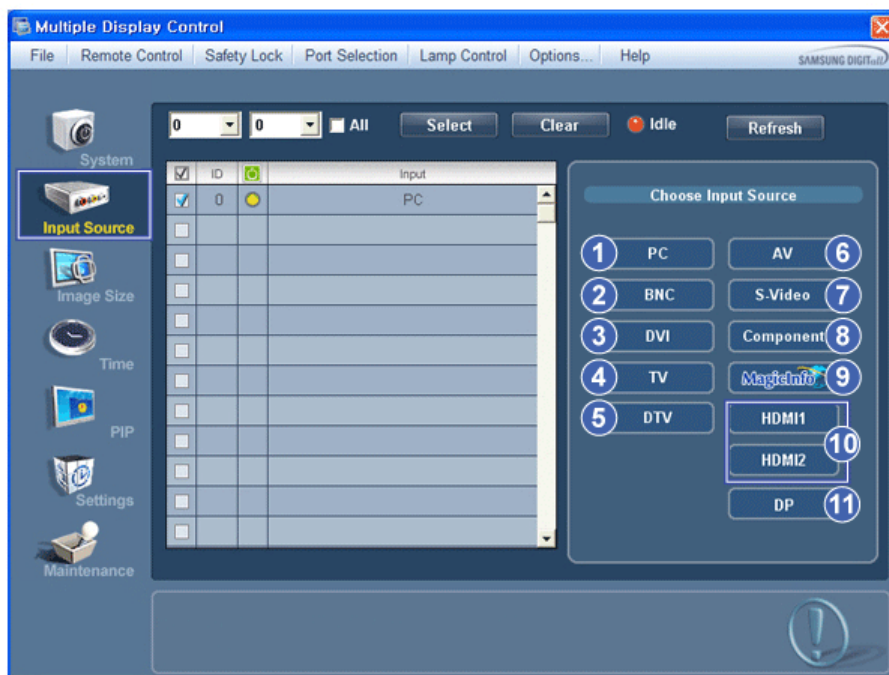 Multiple Display Control
File Remote Control Safety Lock Port Selection Lamp Control Options... Help SAMSUNG DIGITall
0 0 All Select Clear Idle Refresh
System
Input Source
Image Size
Time
PIP
Settings
Maintenance
ID Input
0 PC
Choose Input Source
1 PC AV 6
2 BNC S-Video 7
3 DVI Component 8
4 TV MagicInfo 9
5 DTV HDMI1
10
HDMI2
DP 11